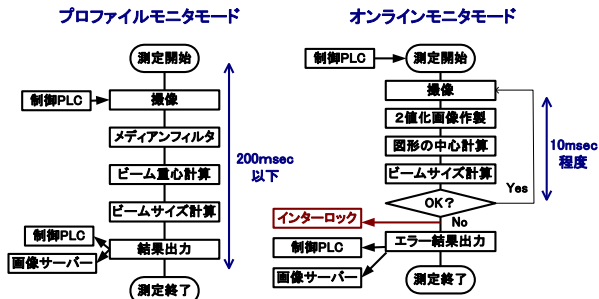 プロファイルモニタモード
測定開始
制御PLC
撮像
メディアンフィルタ
ビーム重心計算
ビームサイズ計算
制御PLC
画像サーバー
結果出力
測定終了
200msec
以下
オンラインモニタモード
制御PLC
測定開始
撮像
2値化画像作製
図形の中心計算
ビームサイズ計算
OK?
Yes
No
インターロック
エラー結果出力
制御PLC
画像サーバー
測定終了
10msec
程度